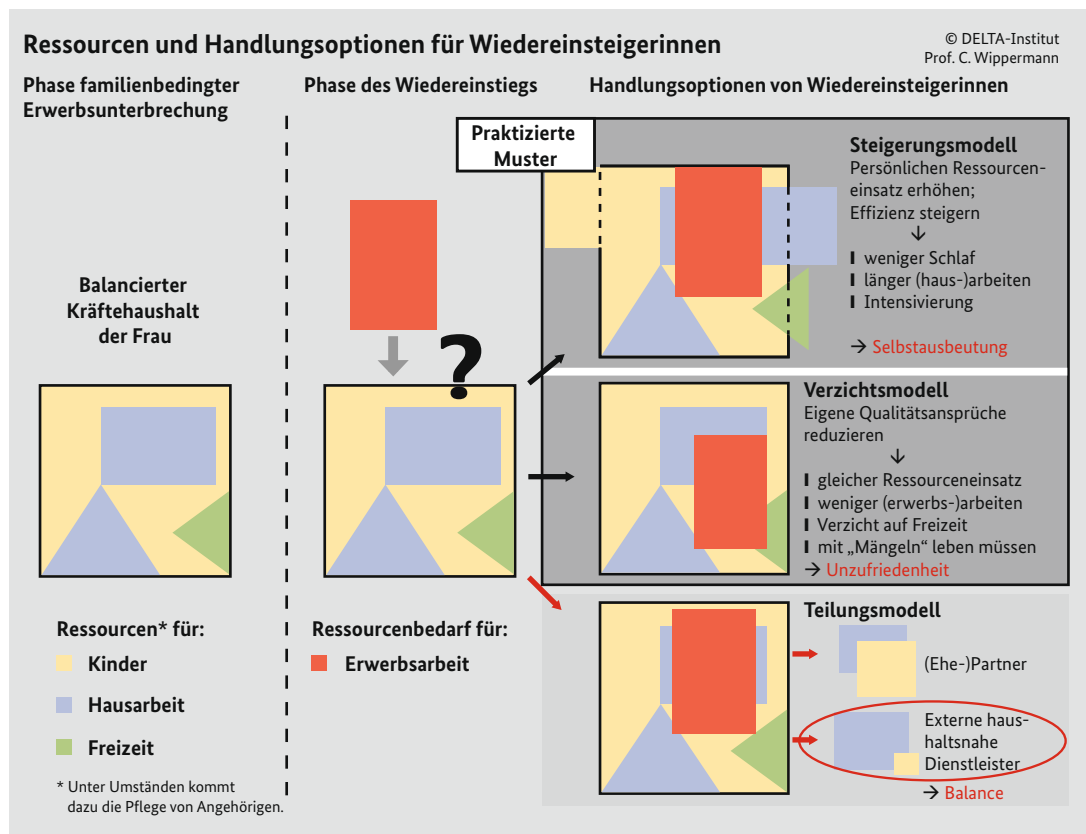 Ressourcen und Handlungsoptionen für Wiedereinsteigerinnen
© DELTA-Institut
Prof. C. Wippermann
Phase familienbedingter
Erwerbsunterbrechung
Phase des Wiedereinstiegs
Handlungsoptionen von Wiedereinsteigerinnen
Praktizierte
Muster
Balancierter
Kräftehaushalt
der Frau
?
Steigerungsmodell
Persönlichen Ressourcen-
einsatz erhöhen;
Effizienz steigern
↓
❙ weniger Schlaf
❙ länger (haus-)arbeiten
❙ Intensivierung
→ Selbstausbeutung
Verzichtsmodell
Eigene Qualitätsansprüche
reduzieren
↓
❙ gleicher Ressourceneinsatz
❙ weniger (erwerbs-)arbeiten
❙ Verzicht auf Freizeit
❙ mit „Mängeln“ leben müssen
→ Unzufriedenheit
Teilungsmodell
(Ehe-)Partner
Externe haus-
haltsnahe
Dienstleister
→ Balance
Ressourcen* für:
Kinder
Hausarbeit
Freizeit
* Unter Umständen kommt
dazu die Pflege von Angehörigen.
Ressourcenbedarf für:
Erwerbsarbeit